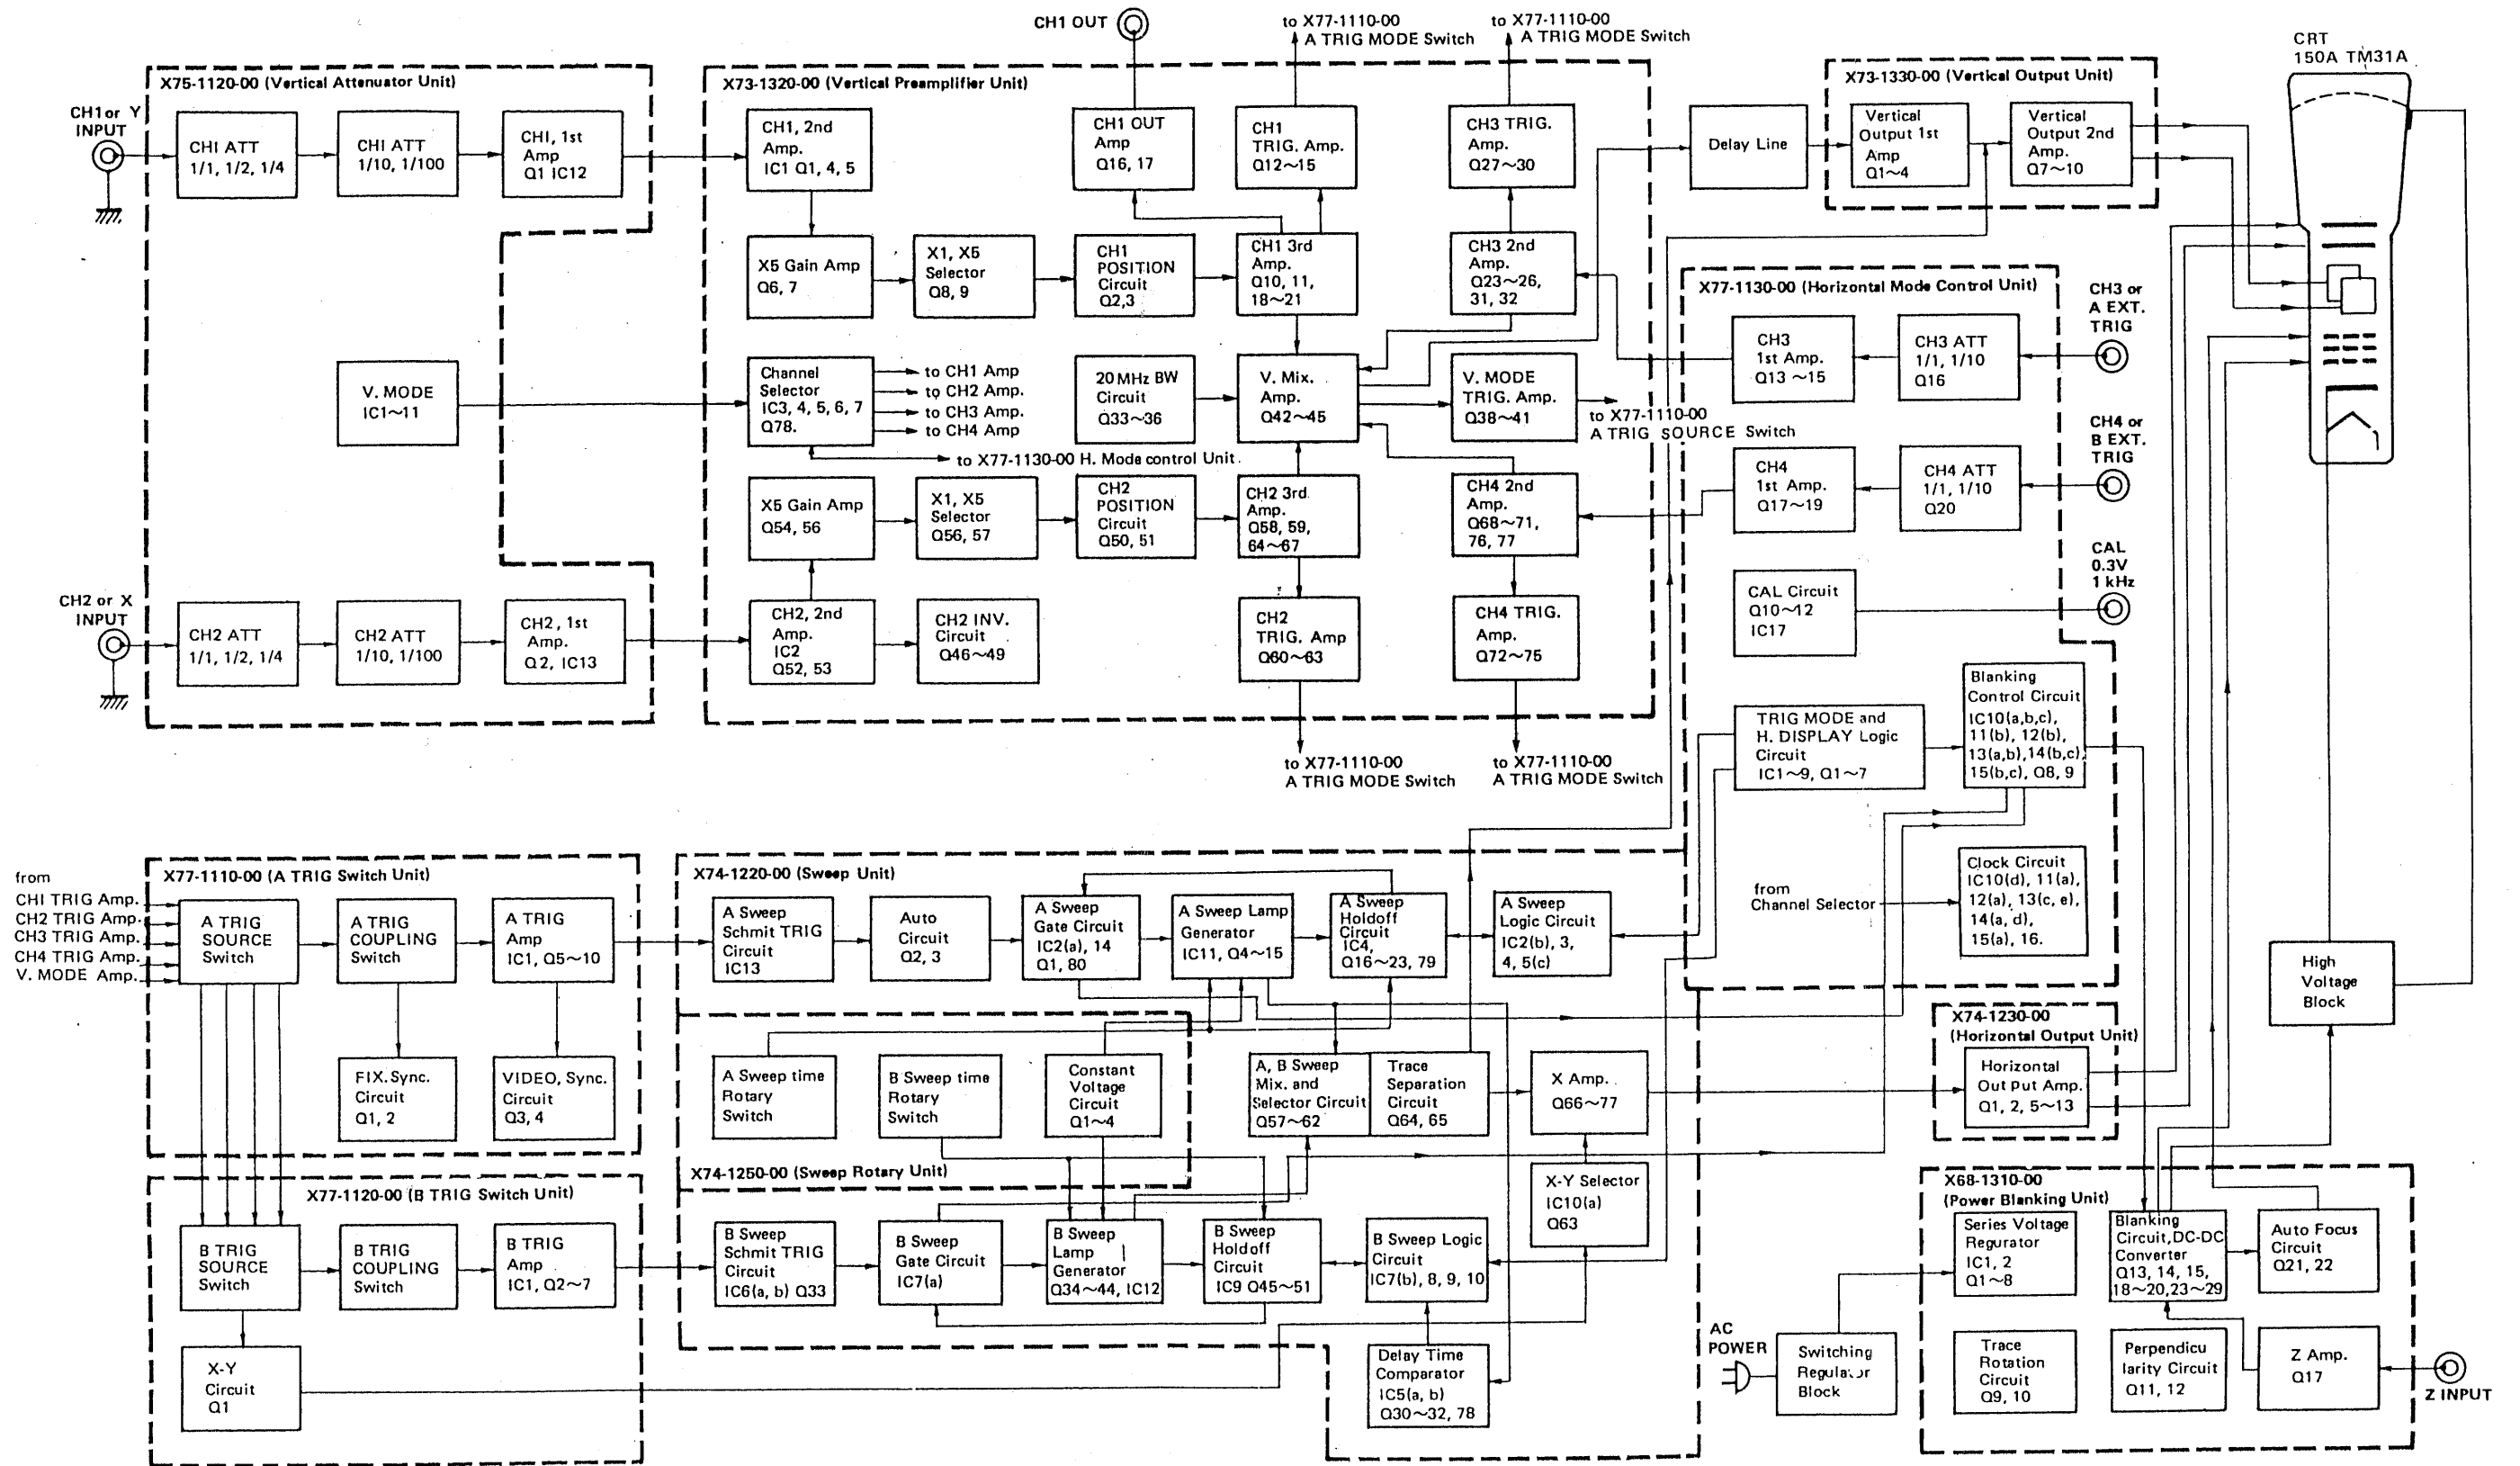 CH1 OUT
to X77-1110-00
A TRIG MODE Switch
to X77-1110-00
A TRIG MODE Switch
CRT
150A TM31A
X75-1120-00 (Vertical Attenuator Unit)
CH1 or Y
INPUT
CHI ATT
1/1, 1/2, 1/4
CHI ATT
1/10, 1/100
CHI, 1st
Amp
Q1 IC12
V. MODE
IC1~11
CH2 or X
INPUT
CH2 ATT
1/1, 1/2, 1/4
CH2 ATT
1/10, 1/100
CH2, 1st
Amp.
Q2, IC13
X73-1320-00 (Vertical Preamplifier Unit)
CH1, 2nd
Amp.
IC1 Q1, 4, 5
CH1 OUT
Amp
Q16, 17
CH1
TRIG. Amp.
Q12~15
CH3 TRIG.
Amp.
Q27~30
X5 Gain Amp
Q6, 7
X1, X5
Selector
Q8, 9
CH1
POSITION
Circuit
Q2,3
CH1 3rd
Amp.
Q10, 11,
18~21
CH3 2nd
Amp.
Q23~26,
31, 32
Channel
Selector
IC3, 4, 5, 6, 7
Q78.
to CH1 Amp
to CH2 Amp.
to CH3 Amp.
to CH4 Amp
20 MHz BW
Circuit
Q33~36
V. Mix.
Amp.
Q42~45
V. MODE
TRIG. Amp.
Q38~41
to X77-1110-00
A TRIG SOURCE Switch
to X77-1130-00 H. Mode control Unit.
X5 Gain Amp
Q54, 56
X1, X5
Selector
Q56, 57
CH2
POSITION
Circuit
Q50, 51
CH2 3rd
Amp.
Q58, 59,
64~67
CH4 2nd
Amp.
Q68~71,
76, 77
CH2, 2nd
Amp.
IC2
Q52, 53
CH2 INV.
Circuit
Q46~49
CH2
TRIG. Amp
Q60~63
CH4 TRIG.
Amp.
Q72~75
to X77-1110-00
A TRIG MODE Switch
to X77-1110-00
A TRIG MODE Switch
Delay Line
X73-1330-00 (Vertical Output Unit)
Vertical
Output 1st
Amp
Q1~4
Vertical
Output 2nd
Amp.
Q7~10
X77-1130-00 (Horizontal Mode Control Unit)
CH3
1st Amp.
Q13 ~15
CH3 ATT
1/1, 1/10
Q16
CH3 or
A EXT.
TRIG
CH4
1st Amp.
Q17~19
CH4 ATT
1/1, 1/10
Q20
CH4 or
B EXT.
TRIG
CAL Circuit
Q10~12
IC17
CAL
0.3V
1 kHz
TRIG MODE and
H. DISPLAY Logic
Circuit
IC1~9, Q1~7
Blanking
Control Circuit
IC10(a,b,c),
11(b), 12(b),
13(a,b),14(b,c),
15(b,c), Q8, 9
from
Channel Selector
Clock Circuit
IC10(d), 11(a),
12(a), 13(c, e),
14(a, d),
15(a), 16.
High
Voltage
Block
from
CHI TRIG Amp.
CH2 TRIG Amp.
CH3 TRIG Amp.
CH4 TRIG Amp.
V. MODE Amp.
X77-1110-00 (A TRIG Switch Unit)
A TRIG
SOURCE
Switch
A TRIG
COUPLING
Switch
A TRIG
Amp
IC1, Q5~10
FIX.Sync.
Circuit
Q1, 2
VIDEO, Sync.
Circuit
Q3, 4
X77-1120-00 (B TRIG Switch Unit)
B TRIG
SOURCE
Switch
B TRIG
COUPLING
Switch
B TRIG
Amp
IC1, Q2~7
X-Y
Circuit
Q1
X74-1220-00 (Sweep Unit)
A Sweep
Schmit TRIG
Circuit
IC13
Auto
Circuit
Q2, 3
A Sweep
Gate Circuit
IC2(a), 14
Q1, 80
A Sweep Lamp
Generator
IC11, Q4~15
A Sweep
Holdoff
Circuit
IC4,
Q16~23, 79
A Sweep
Logic Circuit
IC2(b), 3,
4, 5(c)
A Sweep time
Rotary
Switch
B Sweep time
Rotary
Switch
Constant
Voltage
Circuit
Q1~4
X74-1250-00 (Sweep Rotary Unit)
A, B Sweep
Mix. and
Selector Circuit
Q57~62
Trace
Separation
Circuit
Q64, 65
X Amp.
Q66~77
X-Y Selector
IC10(a)
Q63
B Sweep
Schmit TRIG
Circuit
IC6(a, b) Q33
B Sweep
Gate Circuit
IC7(a)
B Sweep
Lamp
Generator
Q34~44, IC12
B Sweep
Holdoff
Circuit
IC9 Q45~51
B Sweep Logic
Circuit
IC7(b), 8, 9, 10
Delay Time
Comparator
IC5(a, b)
Q30~32, 78
X74-1230-00
(Horizontal Output Unit)
Horizontal
Out put Amp.
Q1, 2, 5~13
X68-1310-00
(Power Blanking Unit)
Series Voltage
Regurator
IC1, 2
Q1~8
Blanking
Circuit,DC-DC
Converter
Q13, 14, 15,
18~20,23~29
Auto Focus
Circuit
Q21, 22
Trace
Rotation
Circuit
Q9, 10
Perpendicu
larity Circuit
Q11, 12
Z Amp.
Q17
Z INPUT
AC
POWER
Switching
Regulator
Block